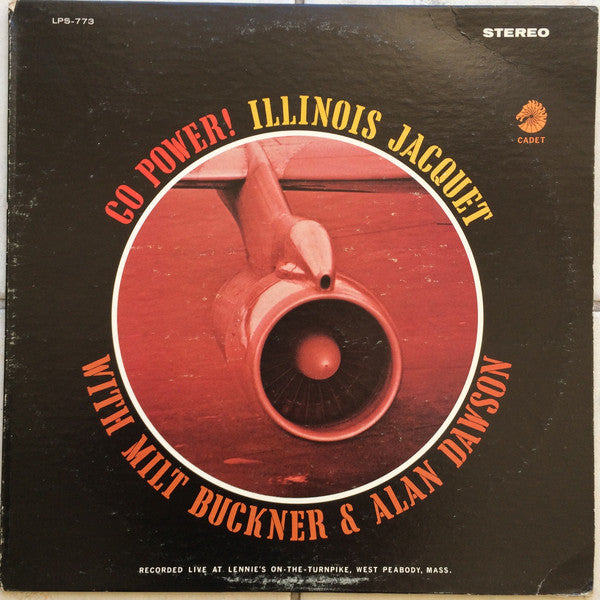 LPS-773
STEREO
CADET
GO POWER! ILLINOIS JACQUET
WITH MILT BUCKNER & ALAN DAWSON
RECORDED LIVE AT LENNIE'S ON-THE-TURNPIKE, WEST PEABODY, MASS.